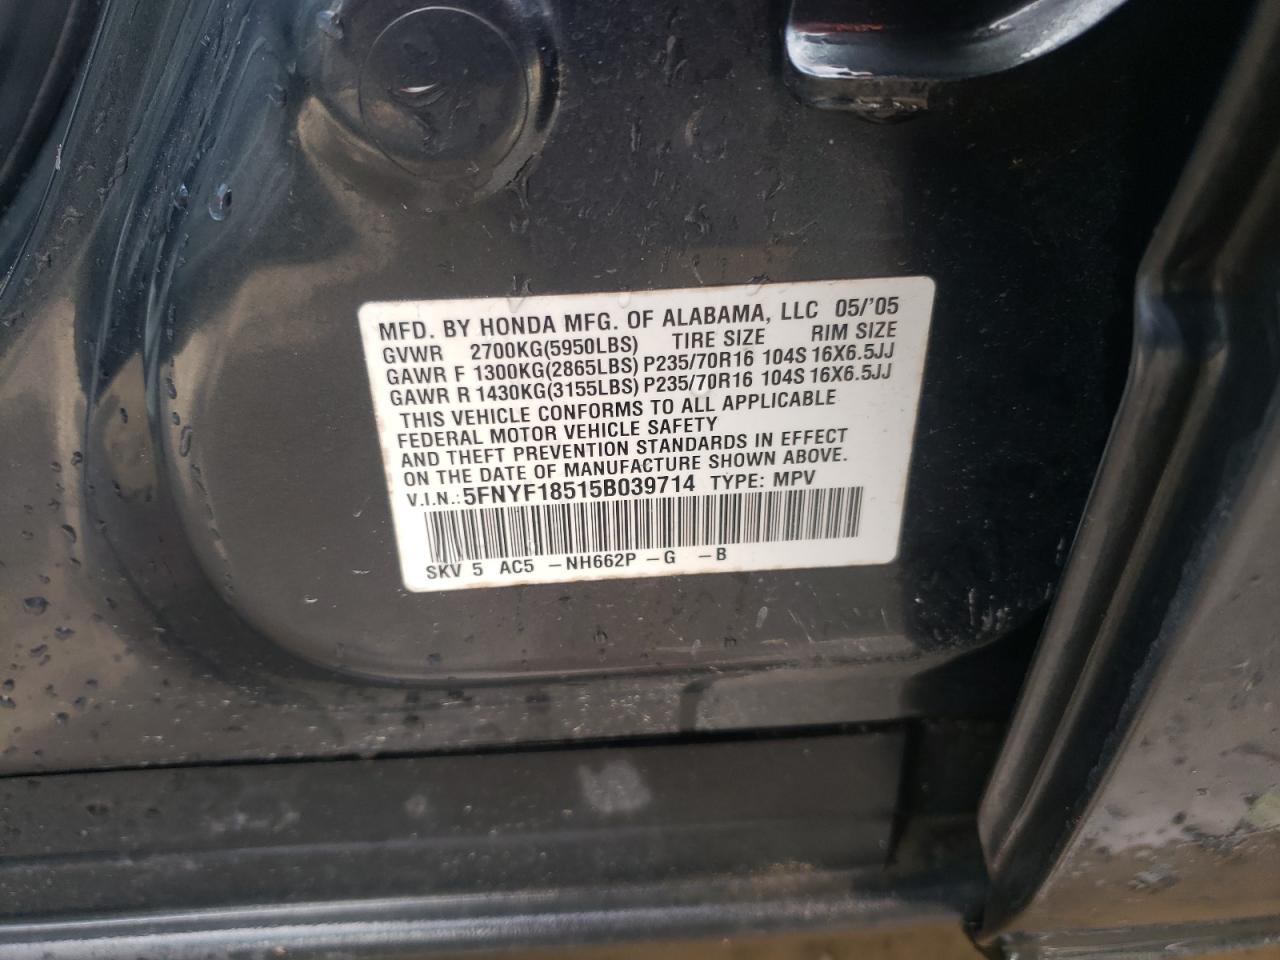 MFD. BY HONDA MFG. OF ALABAMA, LLC 05/'05
GVWR 2700KG(5950LBS) TIRE SIZE RIM SIZE
GAWR F 1300KG(2865LBS) P235/70R16 104S 16X6.5JJ
GAWR R 1430KG(3155LBS) P235/70R16 104S 16X6.5JJ
THIS VEHICLE CONFORMS TO ALL APPLICABLE
FEDERAL MOTOR VEHICLE SAFETY
AND THEFT PREVENTION STANDARDS IN EFFECT
ON THE DATE OF MANUFACTURE SHOWN ABOVE.
V.I.N.: 5FNYF18515B039714 TYPE: MPV
SKV 5 AC5 -NH662P -G -B